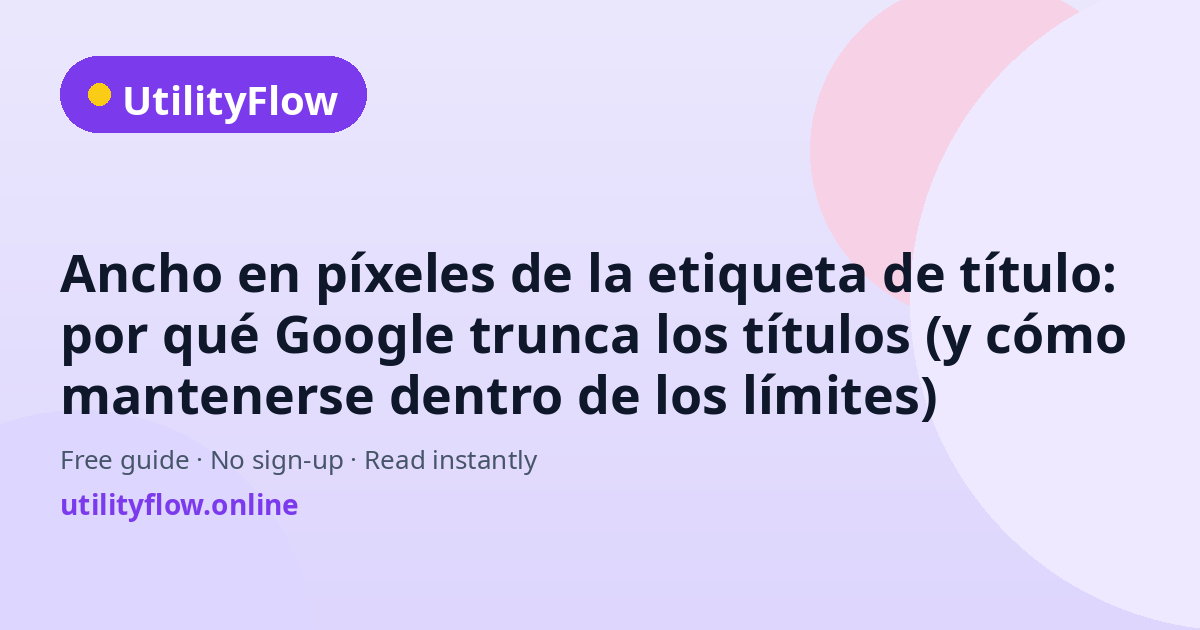 UtilityFlow
Ancho en píxeles de la etiqueta de título:
por qué Google trunca los títulos (y cómo
mantenerse dentro de los límites)
Free guide · No sign-up · Read instantly
utilityflow.online